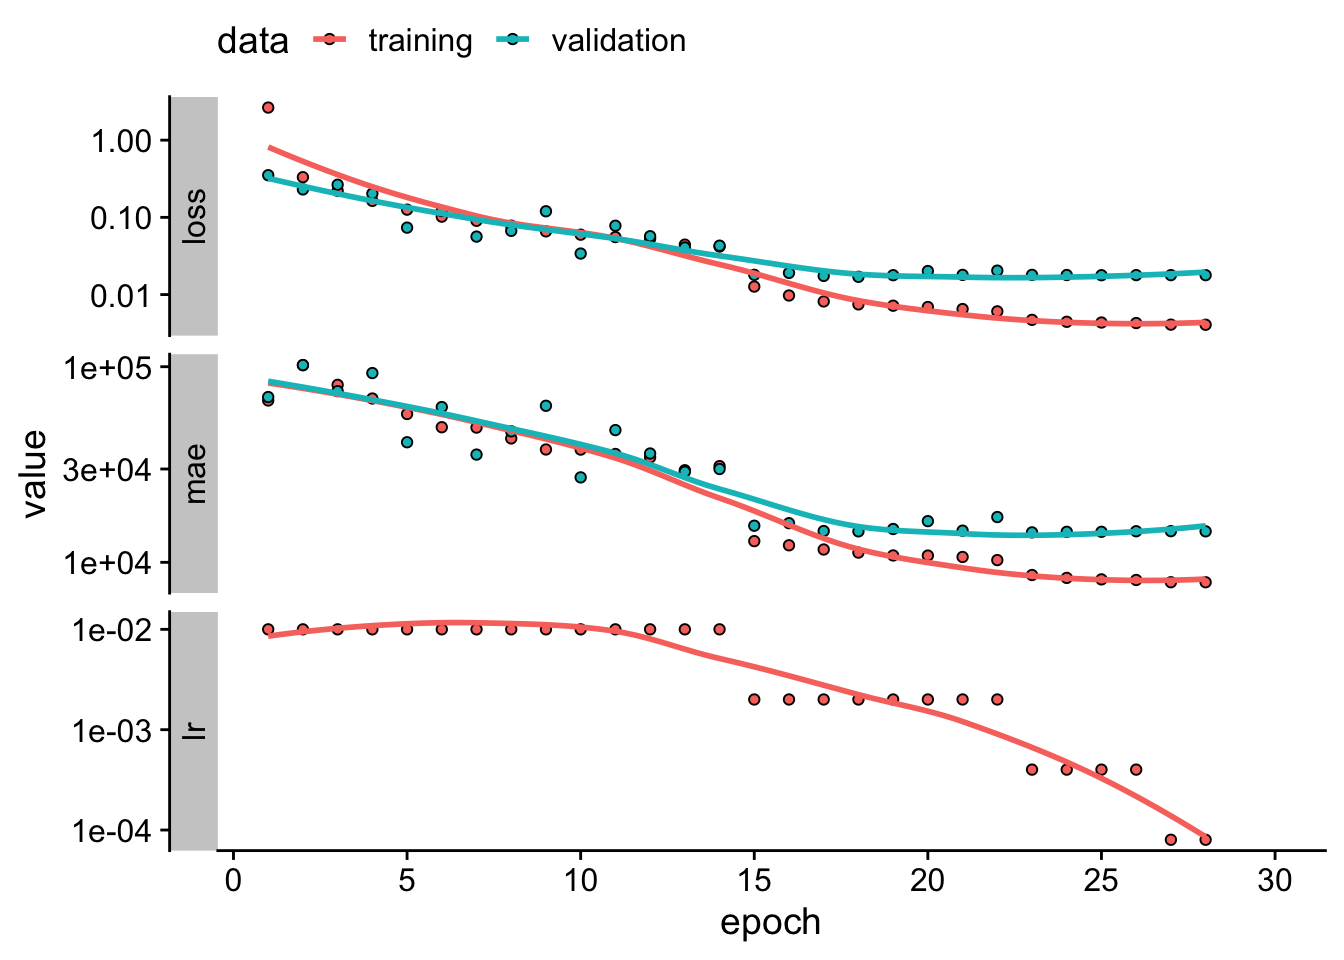 data training validation
1.00
0.10
0.01
loss
1e+05
3e+04
1e+04
mae
1e-02
1e-03
1e-04
lr
value
0 5 10 15 20 25 30
epoch